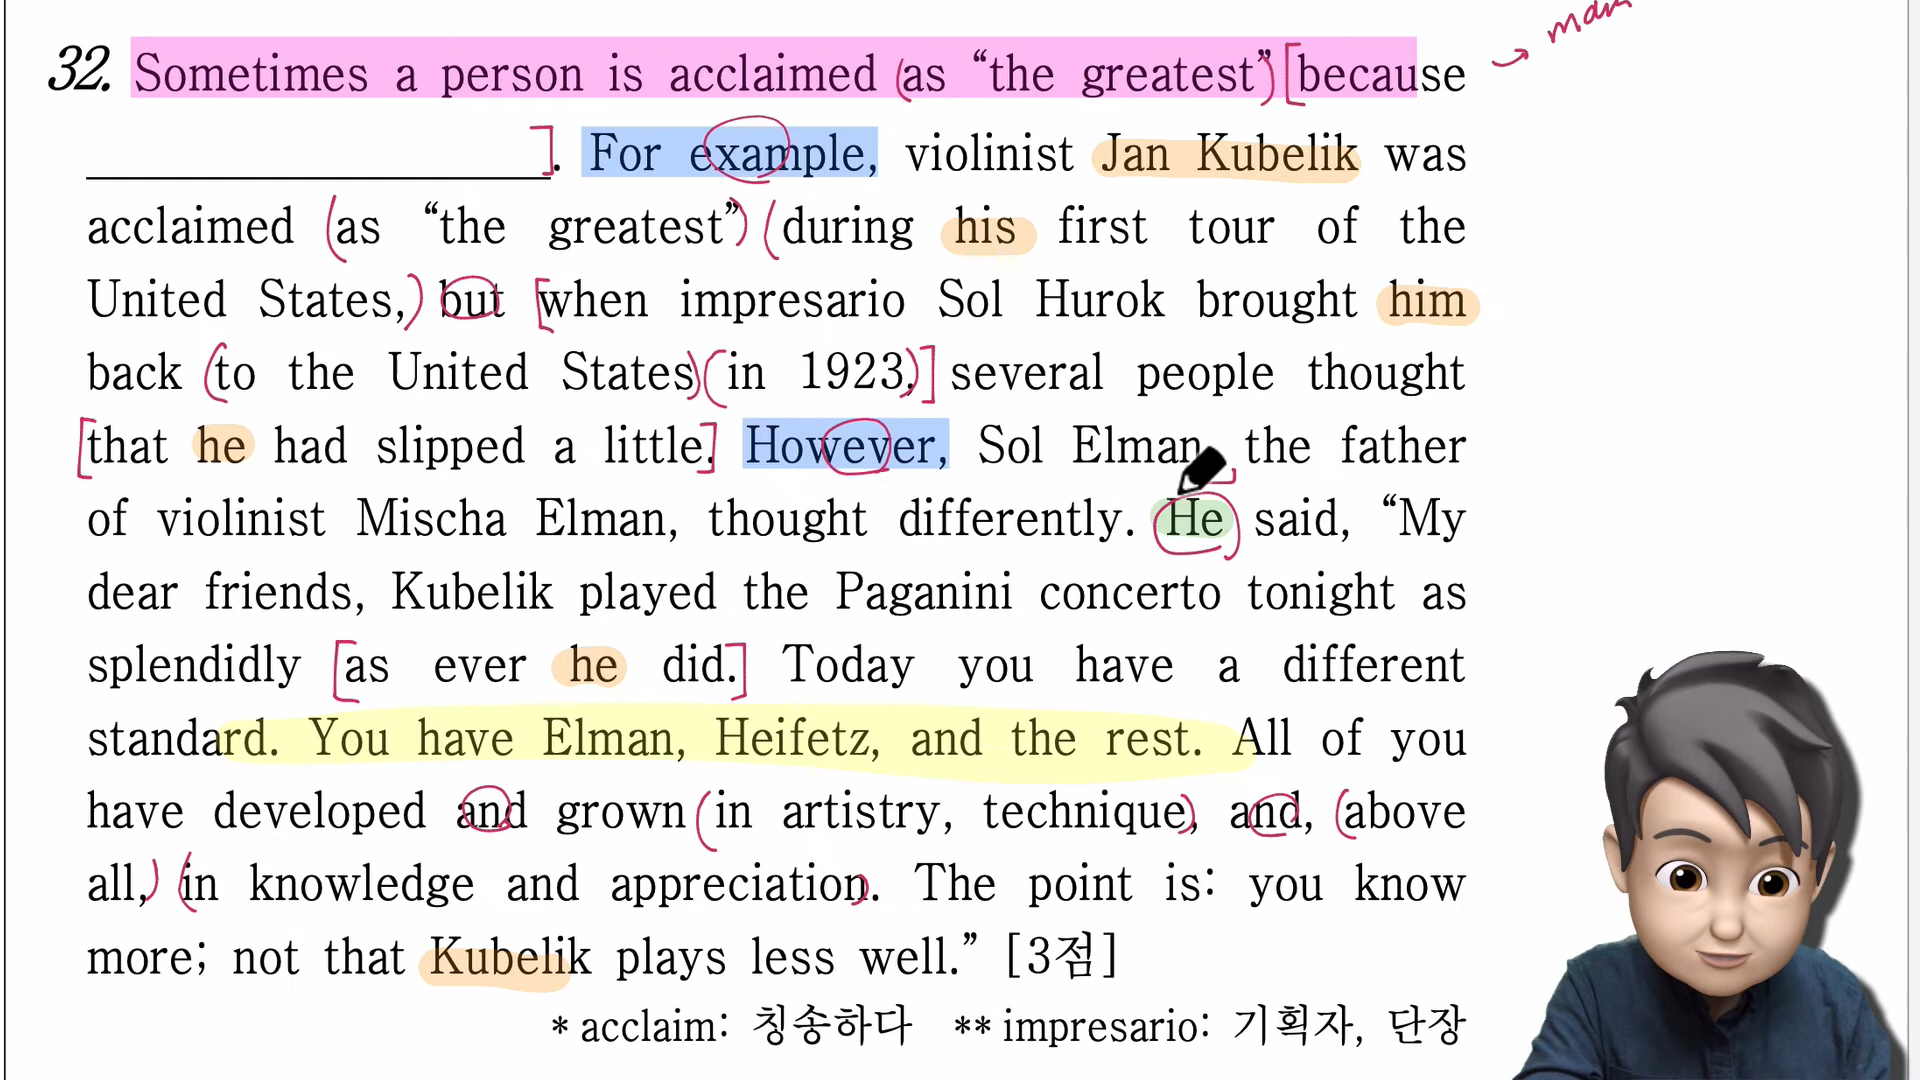 32. Sometimes a person is acclaimed (as “the greatest”) [because
____________________]. For example, violinist Jan Kubelik was
acclaimed (as “the greatest”) (during his first tour of the
United States,) but [when impresario Sol Hurok brought him
back (to the United States) (in 1923,)] several people thought
[that he had slipped a little.] However, Sol Elman, the father
of violinist Mischa Elman, thought differently. He said, “My
dear friends, Kubelik played the Paganini concerto tonight as
splendidly [as ever he did.] Today you have a different
standard. You have Elman, Heifetz, and the rest. All of you
have developed and grown (in artistry, technique), and, (above
all,) (in knowledge and appreciation). The point is: you know
more; not that Kubelik plays less well.” [3점]
* acclaim: 칭송하다 ** impresario: 기획자, 단장